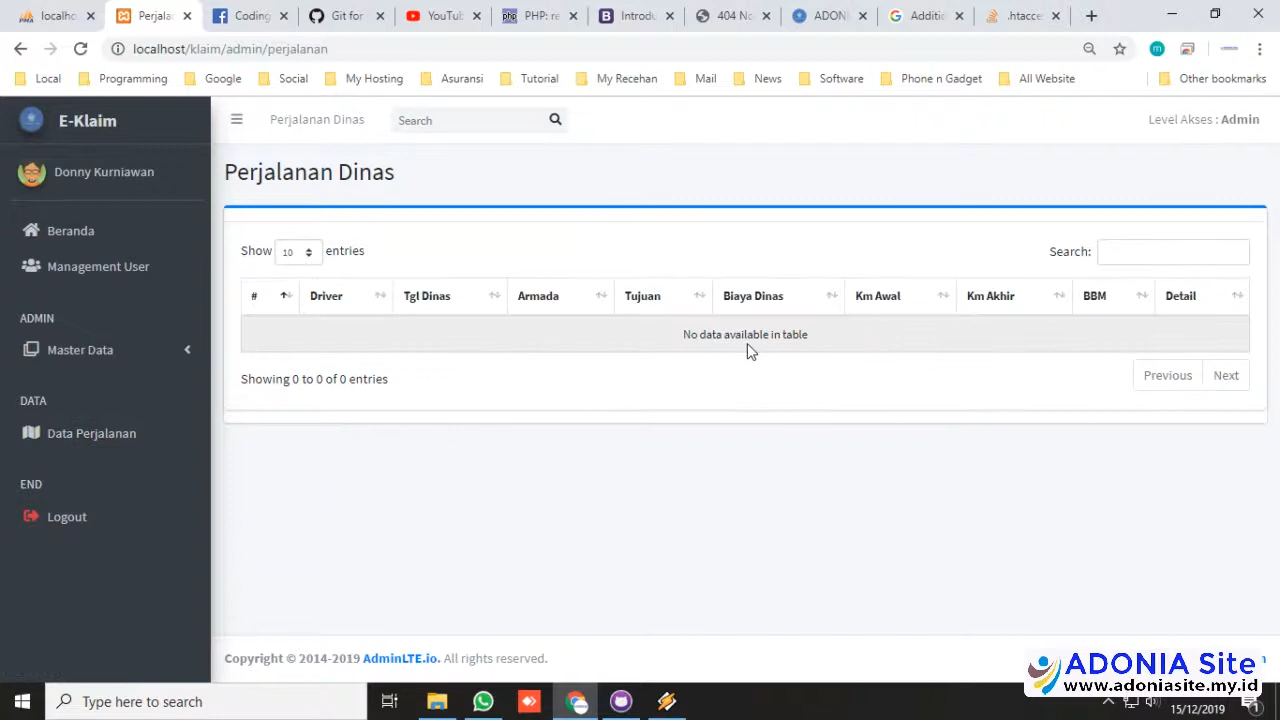 localho
Perjala
Coding
Git for
YouTu
PHP: re
Introdu
404 No
ADONI
Additio
.htacce
localhost/klaim/admin/perjalanan
Local
Programming
Google
Social
My Hosting
Asuransi
Tutorial
My Recehan
Mail
News
Software
Phone n Gadget
All Website
Other bookmarks
E-Klaim
Perjalanan Dinas
Search
Level Akses : Admin
Donny Kurniawan
Beranda
Management User
ADMIN
Master Data
DATA
Data Perjalanan
END
Logout
Perjalanan Dinas
Show 10 entries
Search:
# Driver Tgl Dinas Armada Tujuan Biaya Dinas Km Awal Km Akhir BBM Detail
No data available in table
Showing 0 to 0 of 0 entries
Previous Next
Copyright © 2014-2019 AdminLTE.io. All rights reserved.
ADONIA Site
www.adoniasite.my.id
Type here to search
15/12/2019